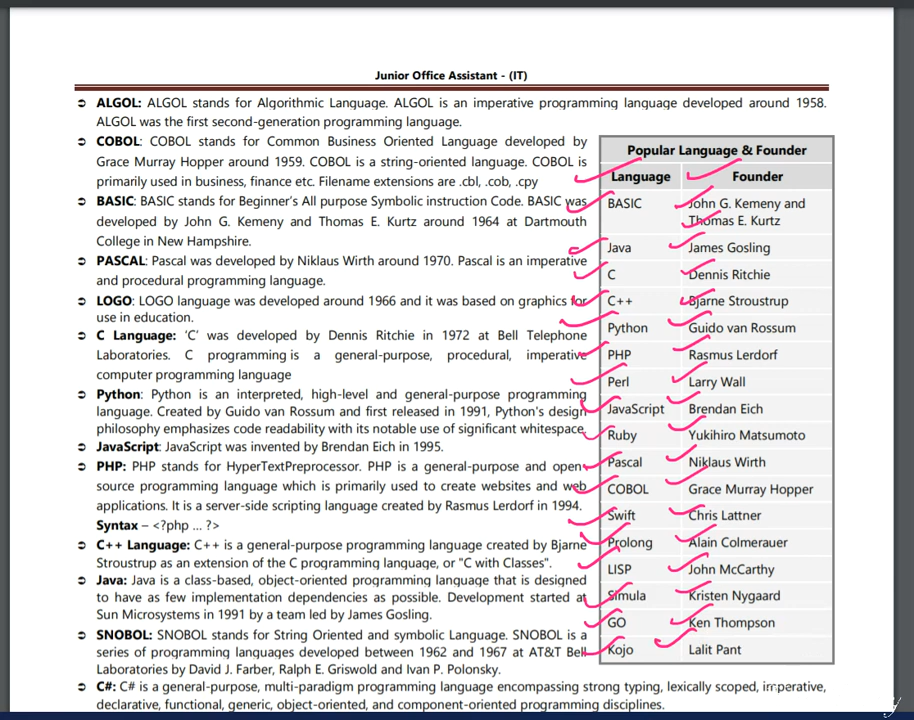 Junior Office Assistant - (IT)
➲ ALGOL: ALGOL stands for Algorithmic Language. ALGOL is an imperative programming language developed around 1958.
ALGOL was the first second-generation programming language.
➲ COBOL: COBOL stands for Common Business Oriented Language developed by
Grace Murray Hopper around 1959. COBOL is a string-oriented language. COBOL is
primarily used in business, finance etc. Filename extensions are .cbl, .cob, .cpy
➲ BASIC: BASIC stands for Beginner's All purpose Symbolic instruction Code. BASIC was
developed by John G. Kemeny and Thomas E. Kurtz around 1964 at Dartmouth
College in New Hampshire.
➲ PASCAL: Pascal was developed by Niklaus Wirth around 1970. Pascal is an imperative
and procedural programming language.
➲ LOGO: LOGO language was developed around 1966 and it was based on graphics for
use in education.
➲ C Language: 'C' was developed by Dennis Ritchie in 1972 at Bell Telephone
Laboratories. C programming is a general-purpose, procedural, imperative
computer programming language
➲ Python: Python is an interpreted, high-level and general-purpose programming
language. Created by Guido van Rossum and first released in 1991, Python's design
philosophy emphasizes code readability with its notable use of significant whitespace.
➲ JavaScript: JavaScript was invented by Brendan Eich in 1995.
➲ PHP: PHP stands for HyperTextPreprocessor. PHP is a general-purpose and open
source programming language which is primarily used to create websites and web
applications. It is a server-side scripting language created by Rasmus Lerdorf in 1994.
Syntax – <?php ... ?>
➲ C++ Language: C++ is a general-purpose programming language created by Bjarne
Stroustrup as an extension of the C programming language, or "C with Classes".
➲ Java: Java is a class-based, object-oriented programming language that is designed
to have as few implementation dependencies as possible. Development started at
Sun Microsystems in 1991 by a team led by James Gosling.
➲ SNOBOL: SNOBOL stands for String Oriented and symbolic Language. SNOBOL is a
series of programming languages developed between 1962 and 1967 at AT&T Bell
Laboratories by David J. Farber, Ralph E. Griswold and Ivan P. Polonsky.
➲ C#: C# is a general-purpose, multi-paradigm programming language encompassing strong typing, lexically scoped, imperative,
declarative, functional, generic, object-oriented, and component-oriented programming disciplines.
Popular Language & Founder
Language Founder
BASIC John G. Kemeny and
Thomas E. Kurtz
Java James Gosling
C Dennis Ritchie
C++ Bjarne Stroustrup
Python Guido van Rossum
PHP Rasmus Lerdorf
Perl Larry Wall
JavaScript Brendan Eich
Ruby Yukihiro Matsumoto
Pascal Niklaus Wirth
COBOL Grace Murray Hopper
Swift Chris Lattner
Prolong Alain Colmerauer
LISP John McCarthy
Simula Kristen Nygaard
GO Ken Thompson
Kojo Lalit Pant